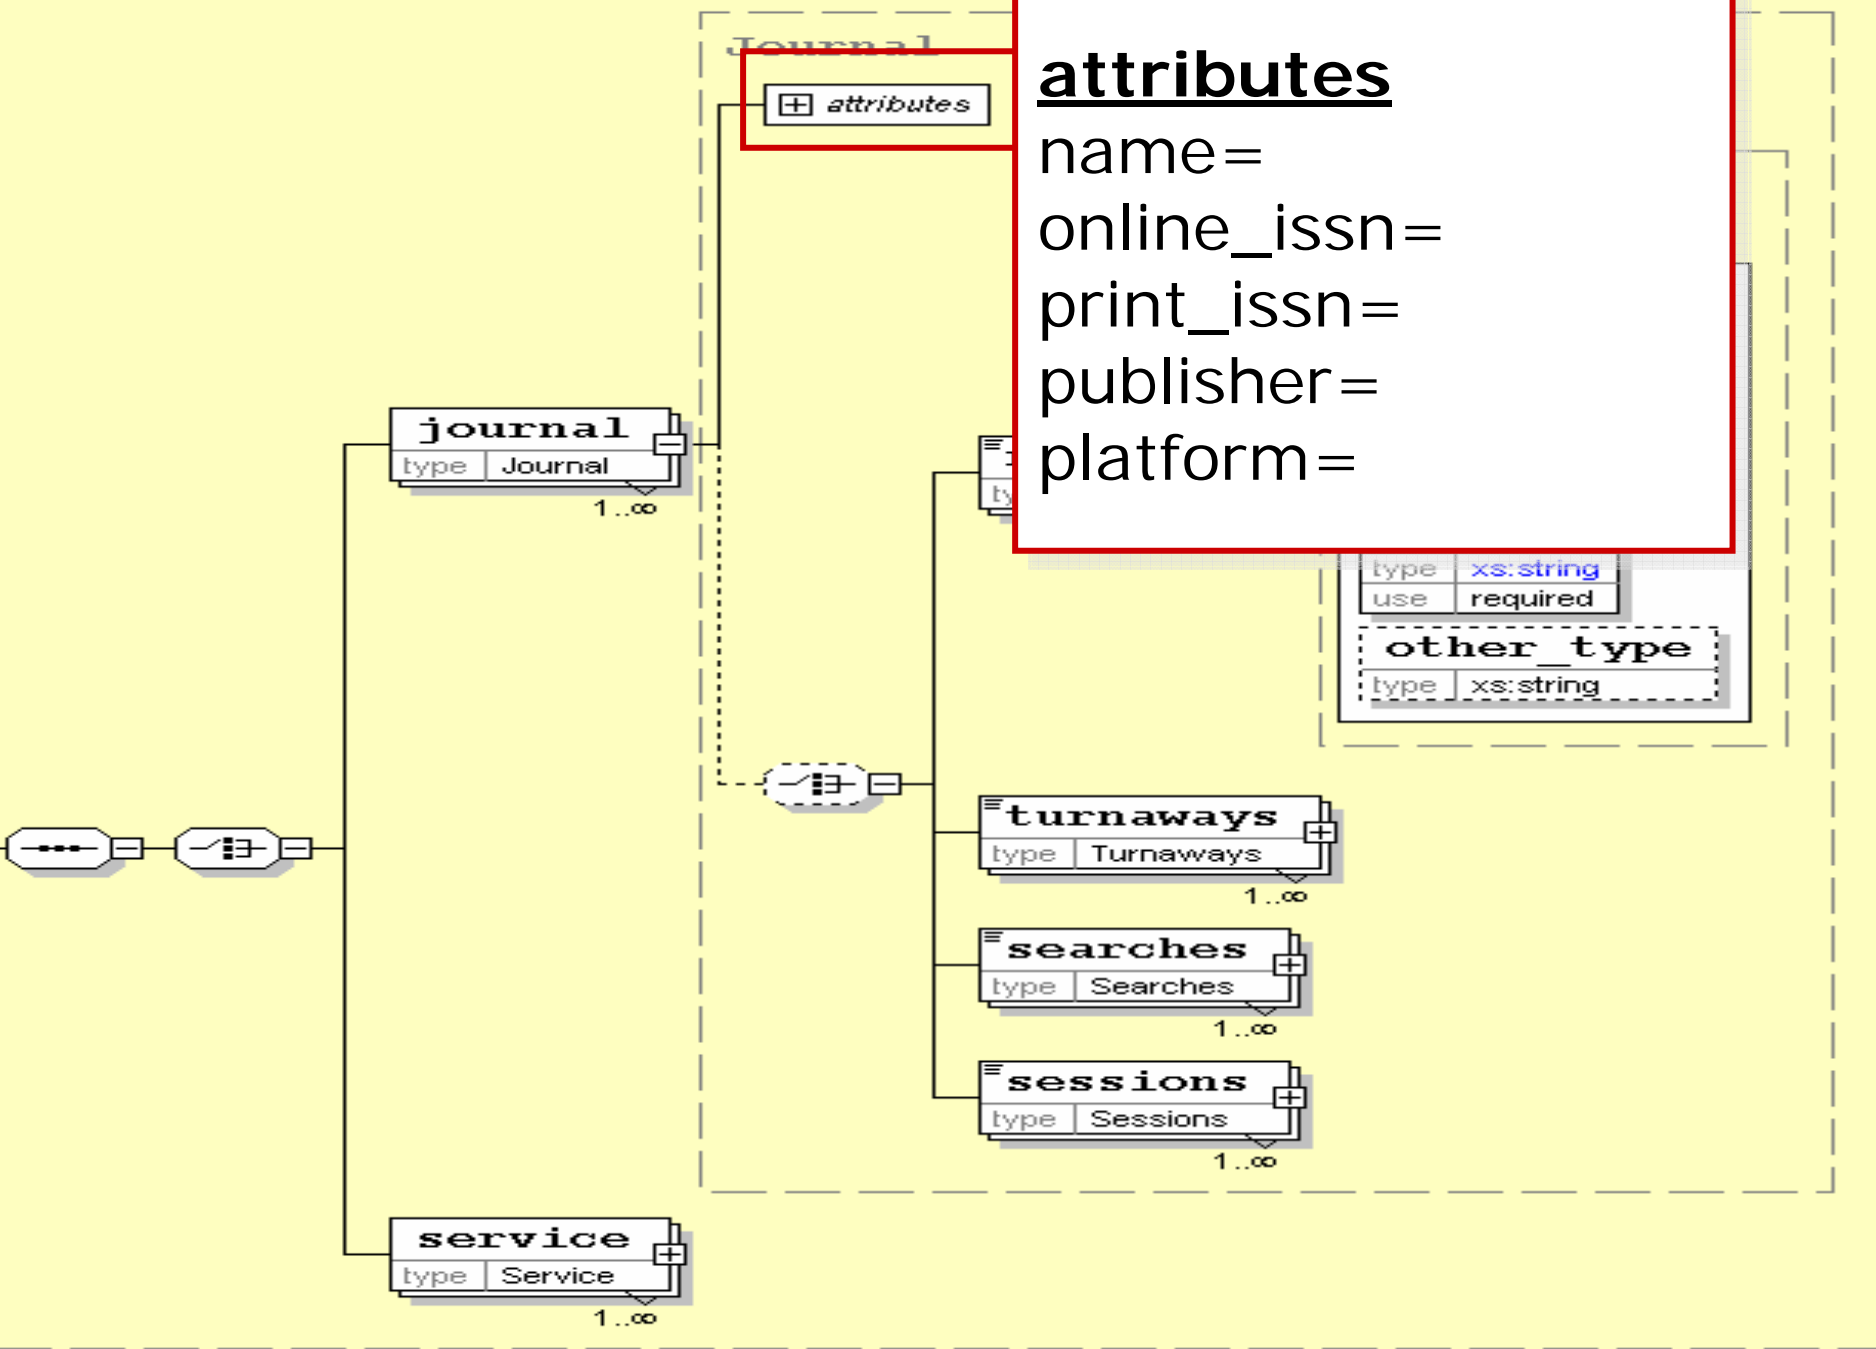 Journal
attributes
attributes
name=
online_issn=
print_issn=
publisher=
platform=
journal
type Journal
1..∞
type xs:string
use required
other_type
type xs:string
turnaways
type Turnaways
1..∞
searches
type Searches
1..∞
sessions
type Sessions
1..∞
service
type Service
1..∞